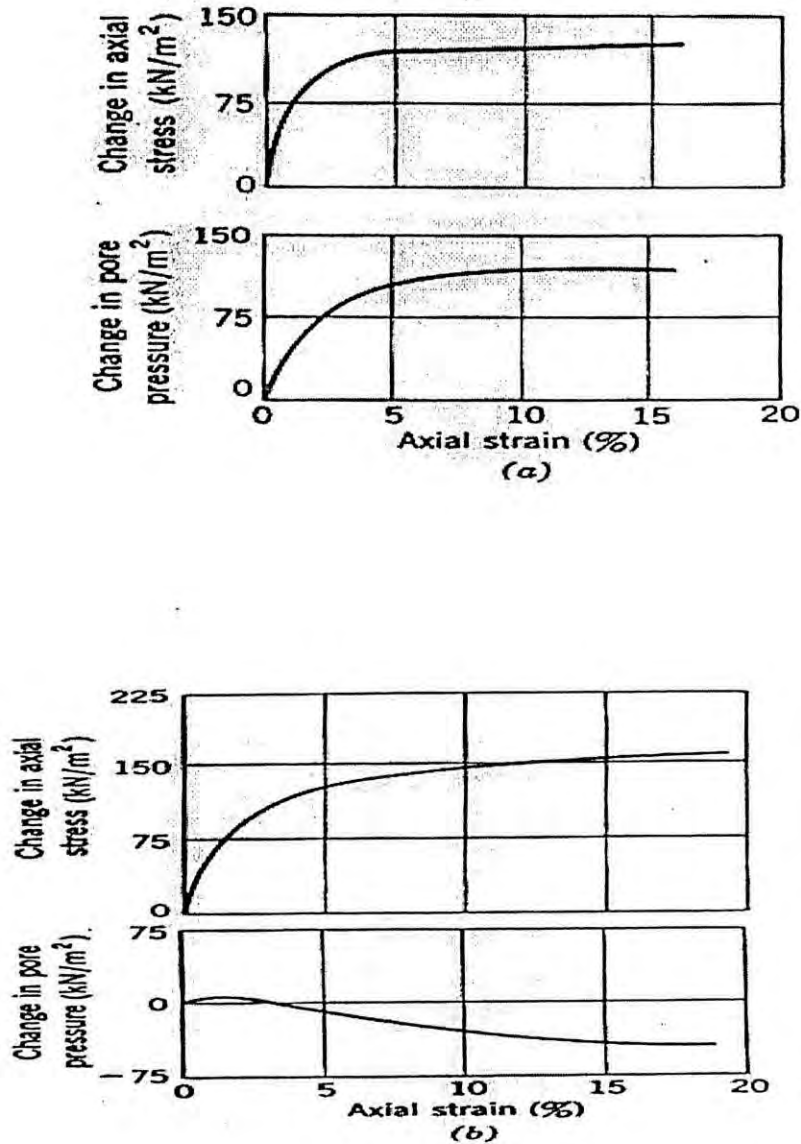 150
Change in axial
stress (kN/m²)
75
0
150
Change in pore
pressure (kN/m²)
75
0
0 5 10 15 20
Axial strain (%)
(a)
225
Change in axial
stress (kN/m²)
150
75
0
75
Change in pore
pressure (kN/m²)
0
−75
0 5 10 15 20
Axial strain (%)
(b)